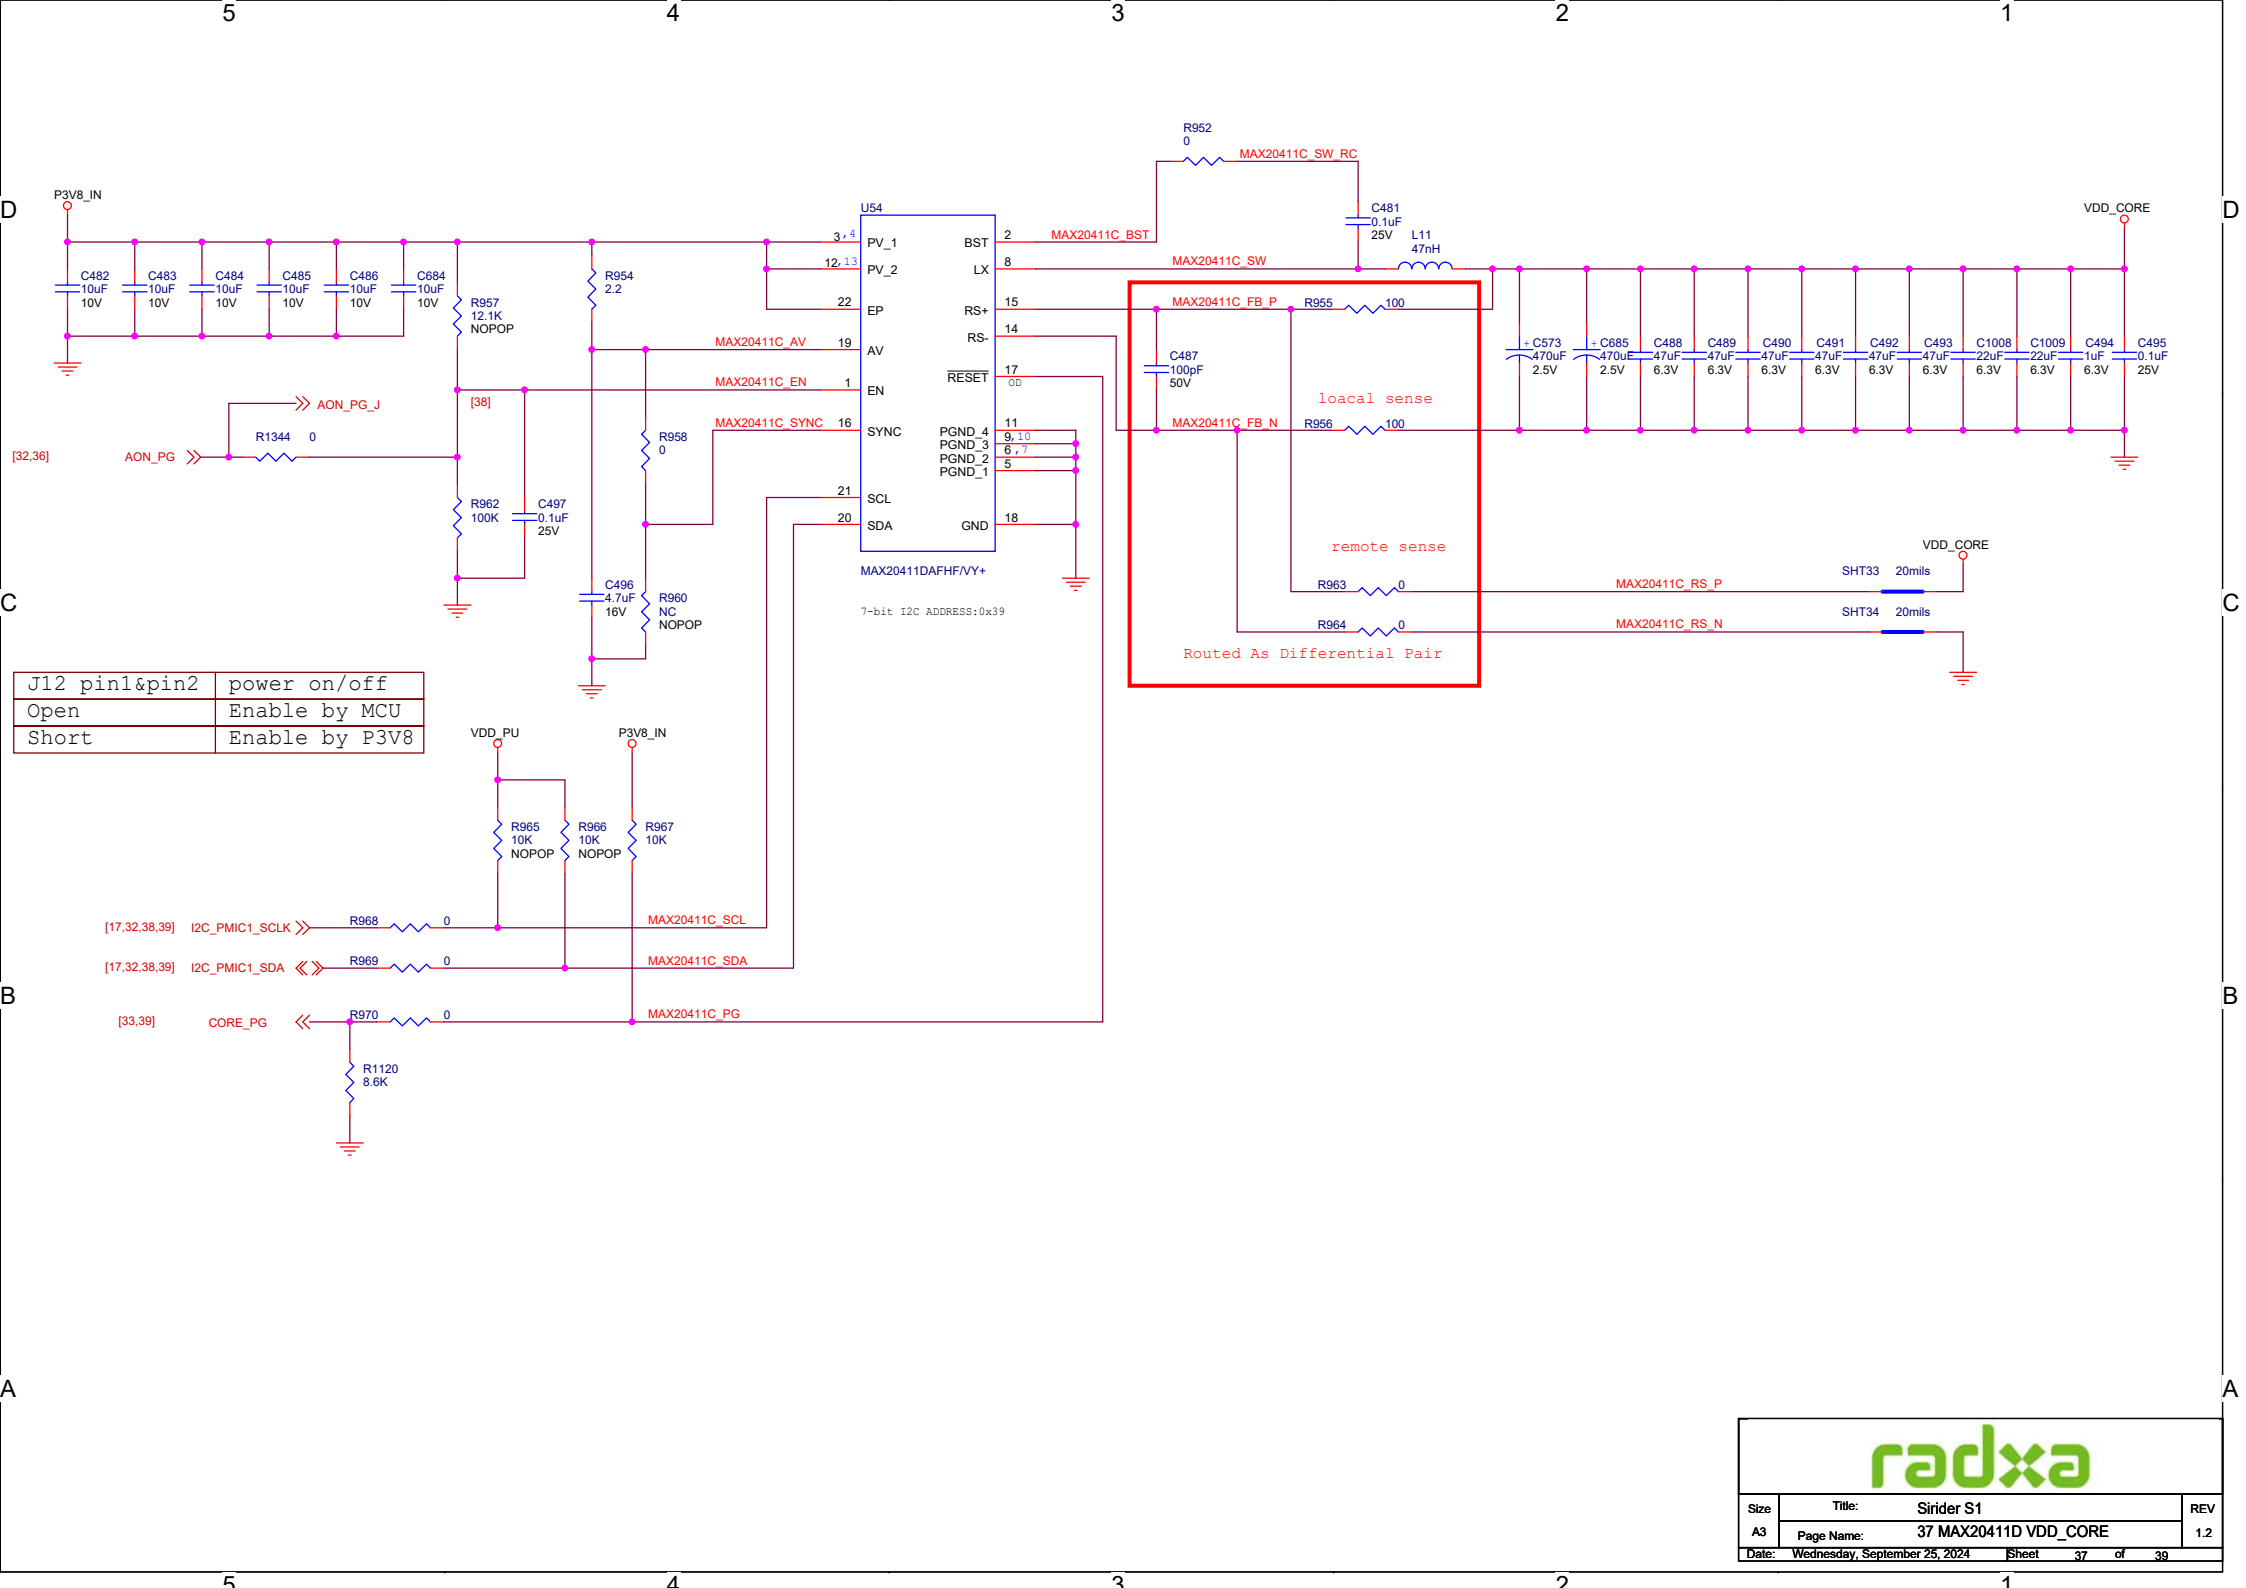 5 4 3 2 1
D D
C C
B B
A A
R952
0
MAX20411C_SW_RC
P3V8_IN
C482
10uF
10V
C483
10uF
10V
C484
10uF
10V
C485
10uF
10V
C486
10uF
10V
C684
10uF
10V
R957
12.1K
NOPOP
R954
2.2
U54
3,4 PV_1
12,13 PV_2
22 EP
19 AV
1 EN
16 SYNC
21 SCL
20 SDA
BST 2
LX 8
RS+ 15
RS- 14
RESET 17
OD
PGND_4 11
PGND_3 9,10
PGND_2 6,7
PGND_1 5
GND 18
MAX20411DAFHF/VY+
7-bit I2C ADDRESS:0x39
MAX20411C_AV
MAX20411C_EN
MAX20411C_SYNC
[38]
AON_PG_J
R1344 0
[32,36] AON_PG
R962
100K
C497
0.1uF
25V
R958
0
C496
4.7uF
16V
R960
NC
NOPOP
MAX20411C_BST
MAX20411C_SW
C481
0.1uF
25V
L11
47nH
VDD_CORE
MAX20411C_FB_P R955 100
C487
100pF
50V
loacal sense
MAX20411C_FB_N R956 100
remote sense
R963 0
R964 0
Routed As Differential Pair
MAX20411C_RS_P
MAX20411C_RS_N
SHT33 20mils
SHT34 20mils
VDD_CORE
+ C573
470uF
2.5V
+ C685
470uF
2.5V
C488
47uF
6.3V
C489
47uF
6.3V
C490
47uF
6.3V
C491
47uF
6.3V
C492
47uF
6.3V
C493
47uF
6.3V
C1008
22uF
6.3V
C1009
22uF
6.3V
C494
1uF
6.3V
C495
0.1uF
25V
J12 pin1&pin2 power on/off
Open Enable by MCU
Short Enable by P3V8
VDD_PU
P3V8_IN
R965
10K
NOPOP
R966
10K
NOPOP
R967
10K
[17,32,38,39] I2C_PMIC1_SCLK R968 0 MAX20411C_SCL
[17,32,38,39] I2C_PMIC1_SDA R969 0 MAX20411C_SDA
[33,39] CORE_PG R970 0 MAX20411C_PG
R1120
8.6K
radxa
Size Title: Sirider S1 REV
A3 Page Name: 37 MAX20411D VDD_CORE 1.2
Date: Wednesday, September 25, 2024 Sheet 37 of 39
5 4 3 2 1